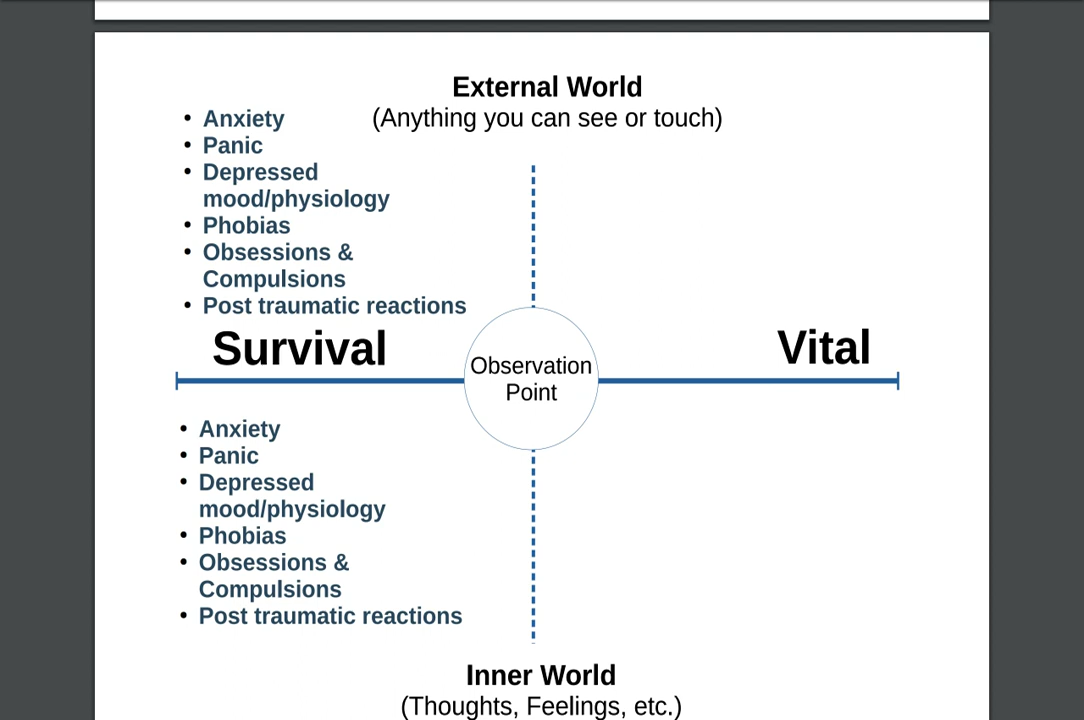 External World
(Anything you can see or touch)
• Anxiety
• Panic
• Depressed
mood/physiology
• Phobias
• Obsessions &
Compulsions
• Post traumatic reactions
Survival
Vital
Observation
Point
• Anxiety
• Panic
• Depressed
mood/physiology
• Phobias
• Obsessions &
Compulsions
• Post traumatic reactions
Inner World
(Thoughts, Feelings, etc.)